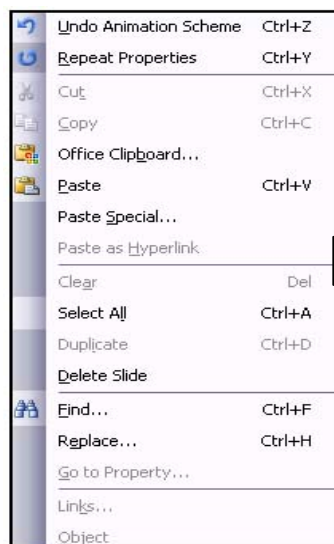 Undo Animation Scheme Ctrl+Z
Repeat Properties Ctrl+Y
Cut Ctrl+X
Copy Ctrl+C
Office Clipboard...
Paste Ctrl+V
Paste Special...
Paste as Hyperlink
Clear Del
Select All Ctrl+A
Duplicate Ctrl+D
Delete Slide
Find... Ctrl+F
Replace... Ctrl+H
Go to Property...
Links...
Object